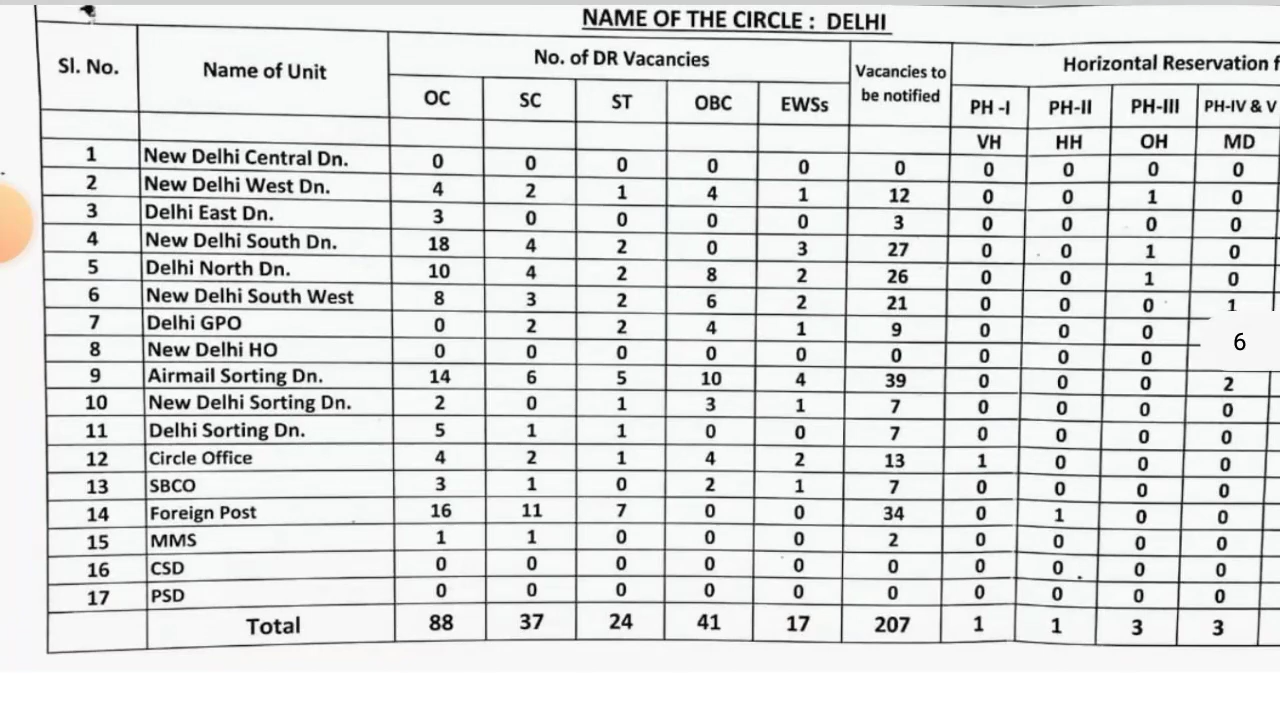 NAME OF THE CIRCLE : DELHI
Sl. No. Name of Unit No. of DR Vacancies Vacancies to be notified Horizontal Reservation f
OC SC ST OBC EWSs PH -I PH-II PH-III PH-IV & V
VH HH OH MD
1 New Delhi Central Dn. 0 0 0 0 0 0 0 0 0 0
2 New Delhi West Dn. 4 2 1 4 1 12 0 0 1 0
3 Delhi East Dn. 3 0 0 0 0 3 0 0 0 0
4 New Delhi South Dn. 18 4 2 0 3 27 0 0 1 0
5 Delhi North Dn. 10 4 2 8 2 26 0 0 1 0
6 New Delhi South West 8 3 2 6 2 21 0 0 0 1
7 Delhi GPO 0 2 2 4 1 9 0 0 0
6
8 New Delhi HO 0 0 0 0 0 0 0 0 0
9 Airmail Sorting Dn. 14 6 5 10 4 39 0 0 0 2
10 New Delhi Sorting Dn. 2 0 1 3 1 7 0 0 0 0
11 Delhi Sorting Dn. 5 1 1 0 0 7 0 0 0 0
12 Circle Office 4 2 1 4 2 13 1 0 0 0
13 SBCO 3 1 0 2 1 7 0 0 0 0
14 Foreign Post 16 11 7 0 0 34 0 1 0 0
15 MMS 1 1 0 0 0 2 0 0 0 0
16 CSD 0 0 0 0 0 0 0 0 0 0
17 PSD 0 0 0 0 0 0 0 0 0 0
Total 88 37 24 41 17 207 1 1 3 3